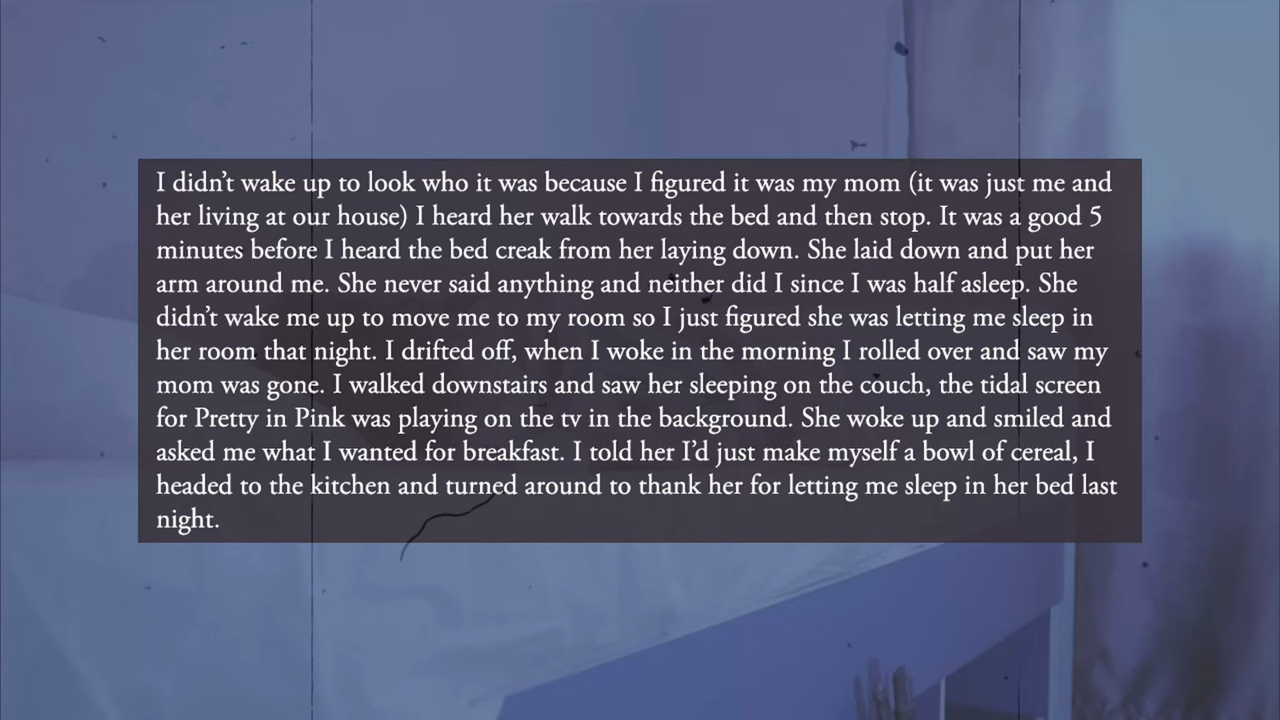 I didn’t wake up to look who it was because I figured it was my mom (it was just me and
her living at our house) I heard her walk towards the bed and then stop. It was a good 5
minutes before I heard the bed creak from her laying down. She laid down and put her
arm around me. She never said anything and neither did I since I was half asleep. She
didn’t wake me up to move me to my room so I just figured she was letting me sleep in
her room that night. I drifted off, when I woke in the morning I rolled over and saw my
mom was gone. I walked downstairs and saw her sleeping on the couch, the tidal screen
for Pretty in Pink was playing on the tv in the background. She woke up and smiled and
asked me what I wanted for breakfast. I told her I’d just make myself a bowl of cereal, I
headed to the kitchen and turned around to thank her for letting me sleep in her bed last
night.